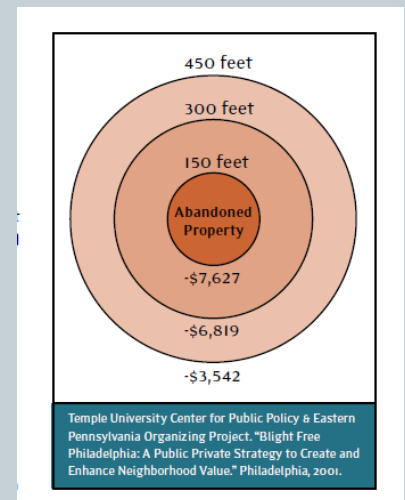 450 feet
300 feet
150 feet
Abandoned
Property
-$7,627
-$6,819
-$3,542
Temple University Center for Public Policy & Eastern
Pennsylvania Organizing Project. “Blight Free
Philadelphia: A Public Private Strategy to Create and
Enhance Neighborhood Value.” Philadelphia, 2001.